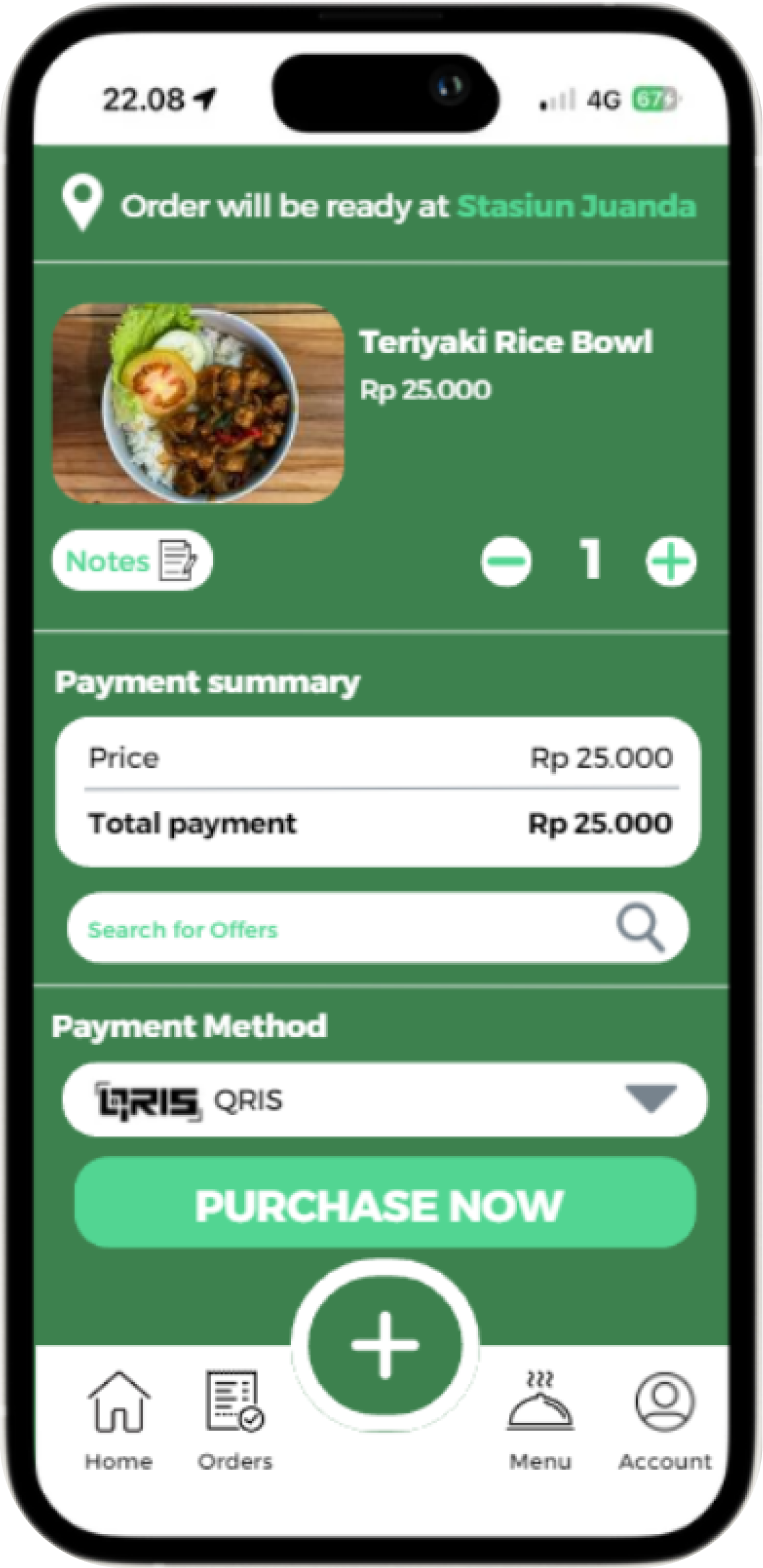 22.08 4G 67
Order will be ready at Stasiun Juanda
Teriyaki Rice Bowl
Rp 25.000
Notes 1
Payment summary
Price Rp 25.000
Total payment Rp 25.000
Search for Offers
Payment Method
QRIS QRIS
PURCHASE NOW
Home Orders Menu Account